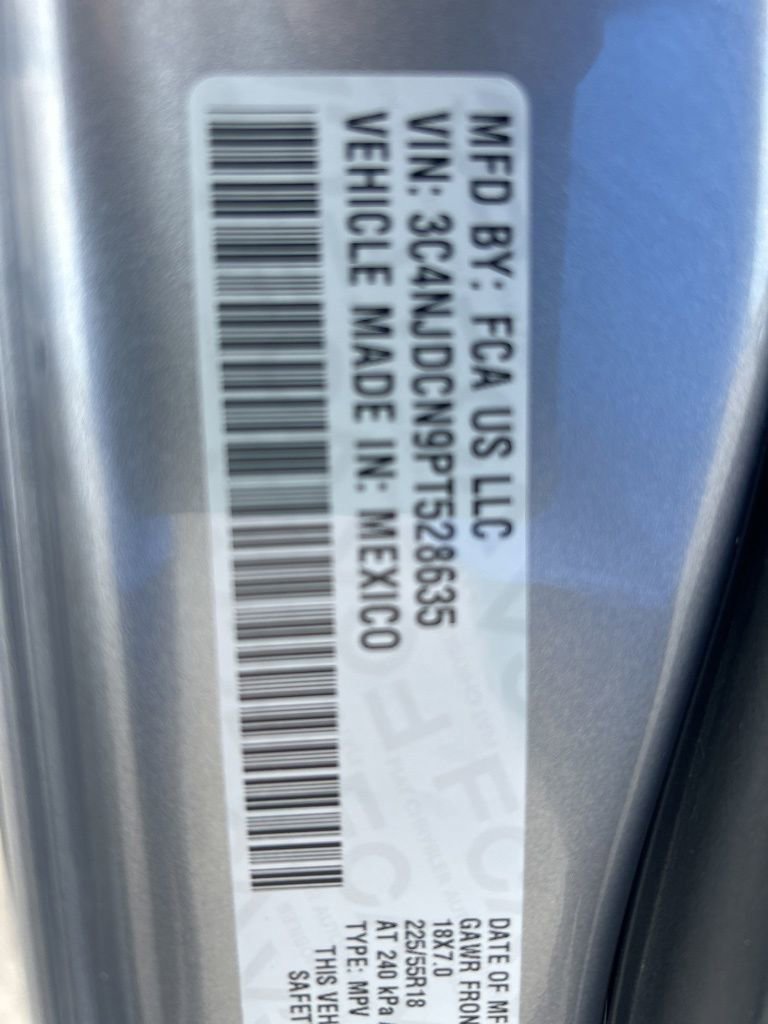 MFD BY: FCA US LLC
VIN: 3C4NJDCN9PT528635
VEHICLE MADE IN: MEXICO
DATE OF MF
GAWR FRON
18X7.0
225/55R18
AT 240 kPa
TYPE: MPV
THIS VEH
SAFET